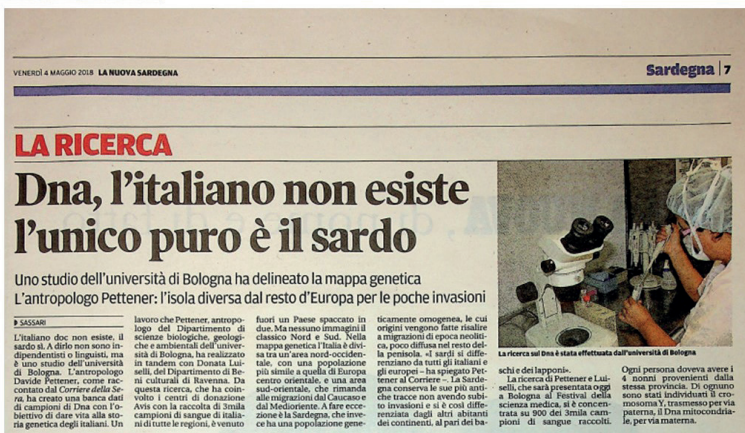 VENERDÌ 4 MAGGIO 2018 LA NUOVA SARDEGNA
Sardegna | 7
LA RICERCA
Dna, l'italiano non esiste
l'unico puro è il sardo
Uno studio dell'università di Bologna ha delineato la mappa genetica
L'antropologo Pettener: l'isola diversa dal resto d'Europa per le poche invasioni
SASSARI
L'italiano doc non esiste, il
sardo sì. A dirlo non sono in-
dipendentisti o linguisti, ma
è uno studio dell'università
di Bologna. L'antropologo
Davide Pettener, come rac-
contato dal Corriere della Se-
ra, ha creato una banca dati
di campioni di Dna con l'o-
biettivo di dare vita alla sto-
ria genetica degli italiani. Un
lavoro che Pettener, antropo-
logo del Dipartimento di
scienze biologiche, geologi-
che e ambientali dell'univer-
sità di Bologna, ha realizzato
in tandem con Donata Lui-
selli, del Dipartimento di Be-
ni culturali di Ravenna. Da
questa ricerca, che ha coin-
volto i centri di donazione
Avis con la raccolta di 3mila
campioni di sangue di italia-
ni di tutte le regioni, è venuto
fuori un Paese spaccato in
due. Ma nessuno immagini il
classico Nord e Sud. Nella
mappa genetica l'Italia è divi-
sa tra un'area nord-occiden-
tale, con una popolazione
più simile a quella di Europa
centro orientale, e una area
sud-orientale, che rimanda
alle migrazioni dal Caucaso e
dal Medioriente. A fare ecce-
zione è la Sardegna, che inve-
ce ha una popolazione gene-
ticamente omogenea, le cui
origini vengono fatte risalire
a migrazioni di epoca neoliti-
ca, poco diffusa nel resto del-
la penisola. «I sardi si diffe-
renziano da tutti gli italiani e
gli europei – ha spiegato Pet-
tener al Corriere –. La Sarde-
gna conserva le sue più anti-
che tracce non avendo subi-
to invasioni e si è così diffe-
renziata dagli altri abitanti
dei continenti, al pari dei ba-
La ricerca sul Dna è stata effettuata dall'università di Bologna
schi e dei lapponi».
La ricerca di Pettener e Lui-
selli, che sarà presentata oggi
a Bologna al Festival della
scienza medica, si è concen-
trata su 900 dei 3mila cam-
pioni di sangue raccolti.
Ogni persona doveva avere i
4 nonni provenienti dalla
stessa provincia. Di ognuno
sono stati individuati il cro-
mosoma Y, trasmesso per via
paterna, il Dna mitocondria-
le, per via materna.